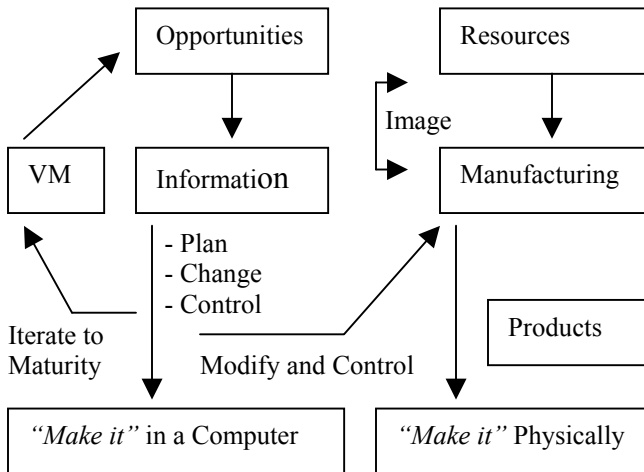 Opportunities
Resources
Image
VM
Information
Manufacturing
- Plan
- Change
- Control
Products
Iterate to
Maturity
Modify and Control
“Make it” in a Computer
“Make it” Physically